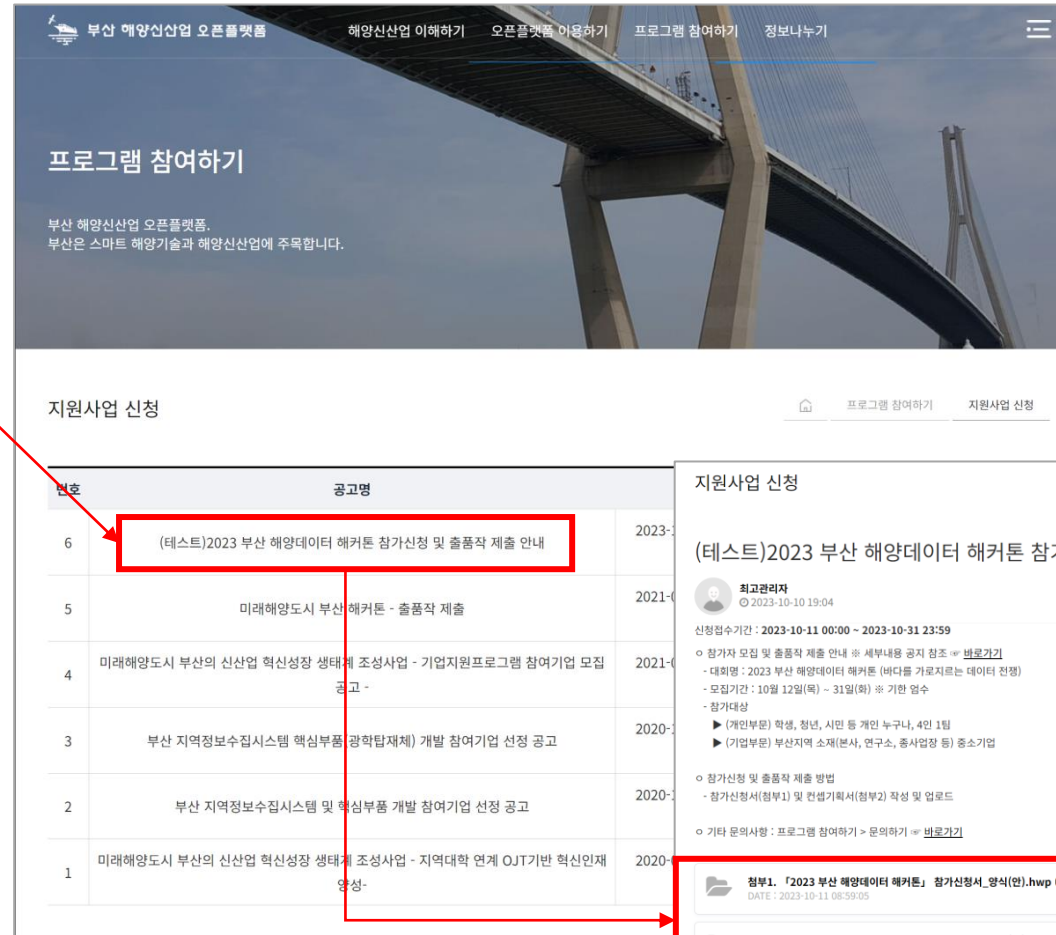 부산 해양신산업 오픈플랫폼
해양신산업 이해하기 오픈플랫폼 이용하기 프로그램 참여하기 정보나누기
프로그램 참여하기
부산 해양신산업 오픈플랫폼.
부산은 스마트 해양기술과 해양신산업에 주목합니다.
지원사업 신청
프로그램 참여하기 지원사업 신청
번호 공고명
6 (테스트)2023 부산 해양데이터 해커톤 참가신청 및 출품작 제출 안내 2023-
5 미래해양도시 부산 해커톤 - 출품작 제출 2021-
4 미래해양도시 부산의 신산업 혁신성장 생태계 조성사업 - 기업지원프로그램 참여기업 모집 2021-
공고 -
3 부산 지역정보수집시스템 핵심부품(광학탑재체) 개발 참여기업 선정 공고 2020-
2 부산 지역정보수집시스템 및 핵심부품 개발 참여기업 선정 공고 2020-
1 미래해양도시 부산의 신산업 혁신성장 생태계 조성사업 - 지역대학 연계 OJT기반 혁신인재 2020-
양성-
지원사업 신청
(테스트)2023 부산 해양데이터 해커톤
최고관리자
2023-10-10 19:04
신청접수기간 : 2023-10-11 00:00 ~ 2023-10-31 23:59
ㅇ 참가자 모집 및 출품작 제출 안내 ※ 세부내용 공지 참조 ☞ 바로가기
- 대회명 : 2023 부산 해양데이터 해커톤 (바다를 가로지르는 데이터 전쟁)
- 모집기간 : 10월 12일(목) ~ 31일(화) ※ 기한 엄수
- 참가대상
▶ (개인부문) 학생, 청년, 시민 등 개인 누구나, 4인 1팀
▶ (기업부문) 부산지역 소재(본사, 연구소, 종사업장 등) 중소기업
ㅇ 참가신청 및 출품작 제출 방법
- 참가신청서(첨부1) 및 컨셉기획서(첨부2) 작성 및 업로드
ㅇ 기타 문의사항 : 프로그램 참여하기 > 문의하기 ☞ 바로가기
첨부1. 「2023 부산 해양데이터 해커톤」 참가신청서_양식(안).hwp
DATE : 2023-10-11 08:59:05